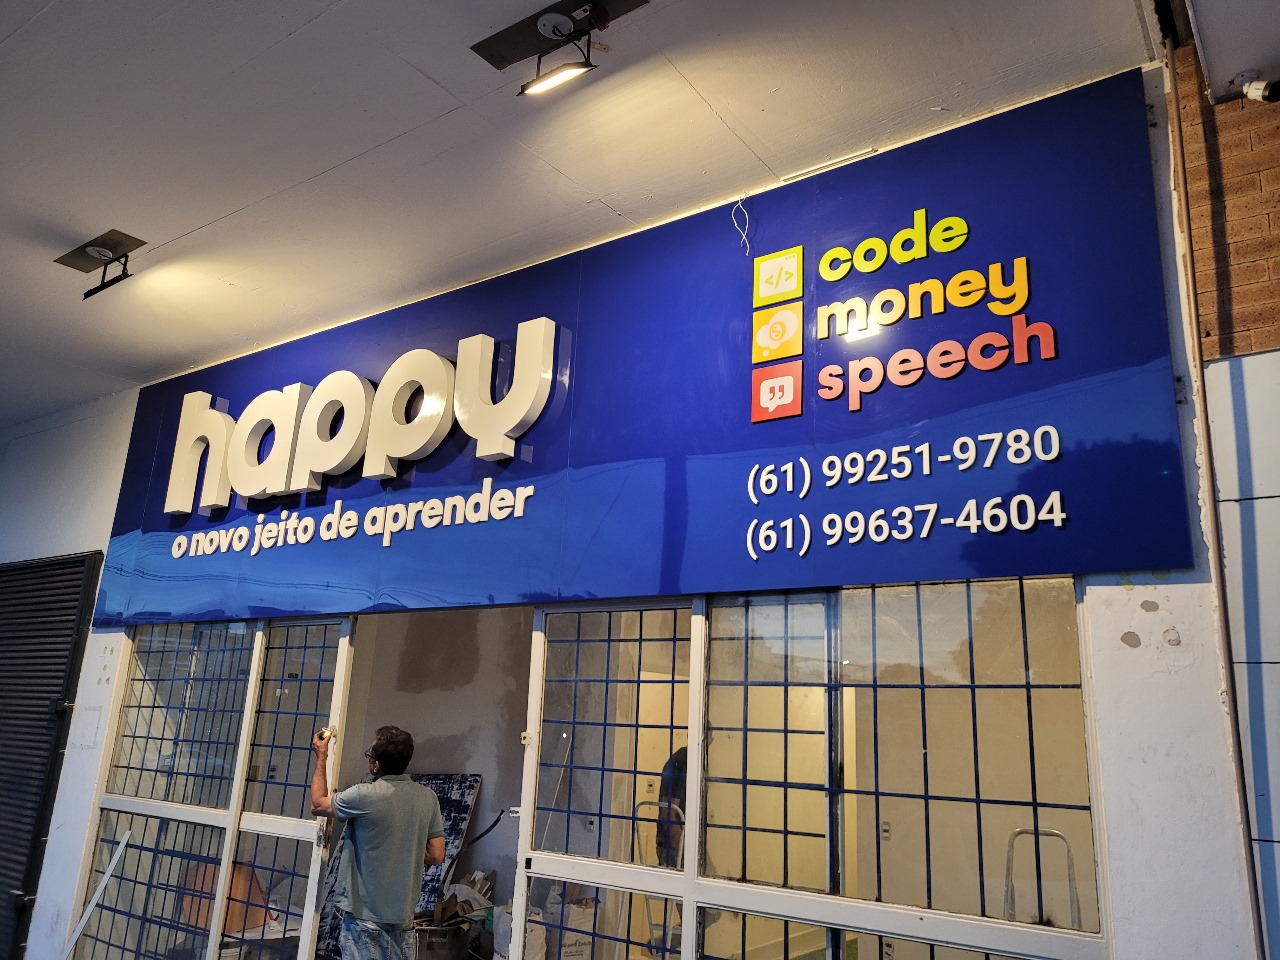 happy
o novo jeito de aprender
</>
code
money
speech
(61) 99251-9780
(61) 99637-4604